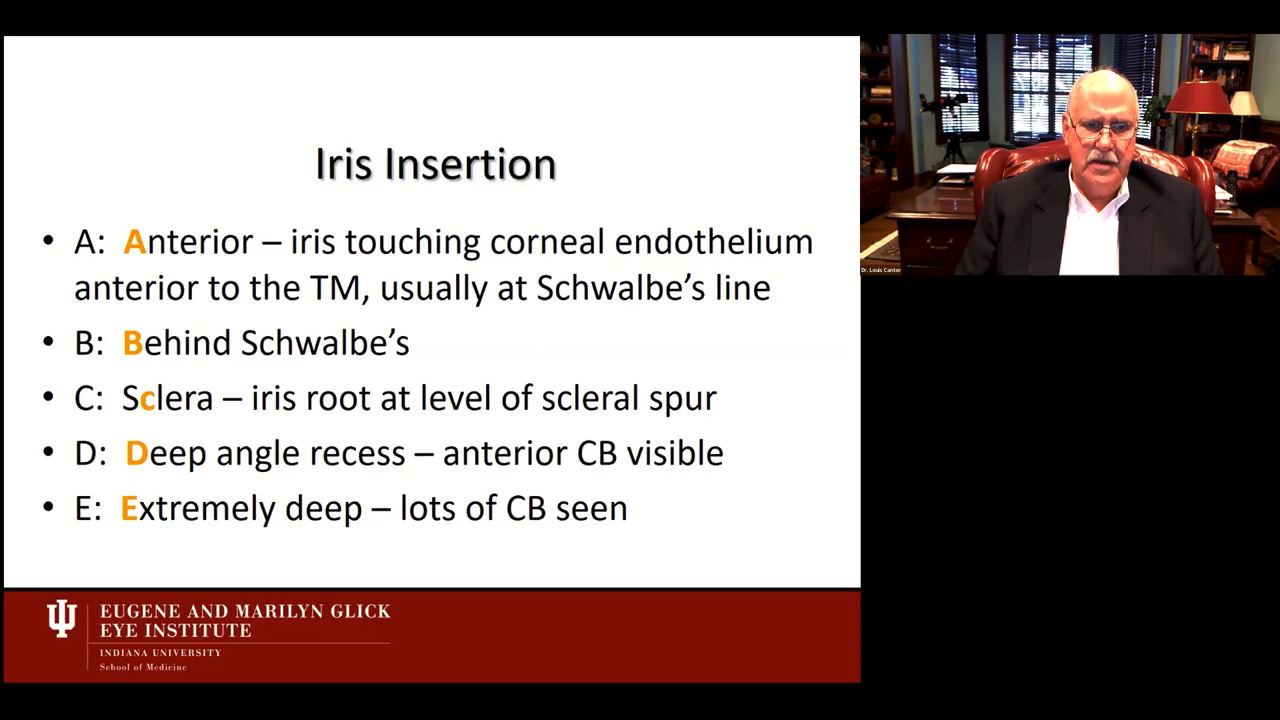 Iris Insertion
• A: Anterior – iris touching corneal endothelium
anterior to the TM, usually at Schwalbe’s line
• B: Behind Schwalbe’s
• C: Sclera – iris root at level of scleral spur
• D: Deep angle recess – anterior CB visible
• E: Extremely deep – lots of CB seen
EUGENE AND MARILYN GLICK
EYE INSTITUTE
INDIANA UNIVERSITY
School of Medicine
Dr. Louis Cantor